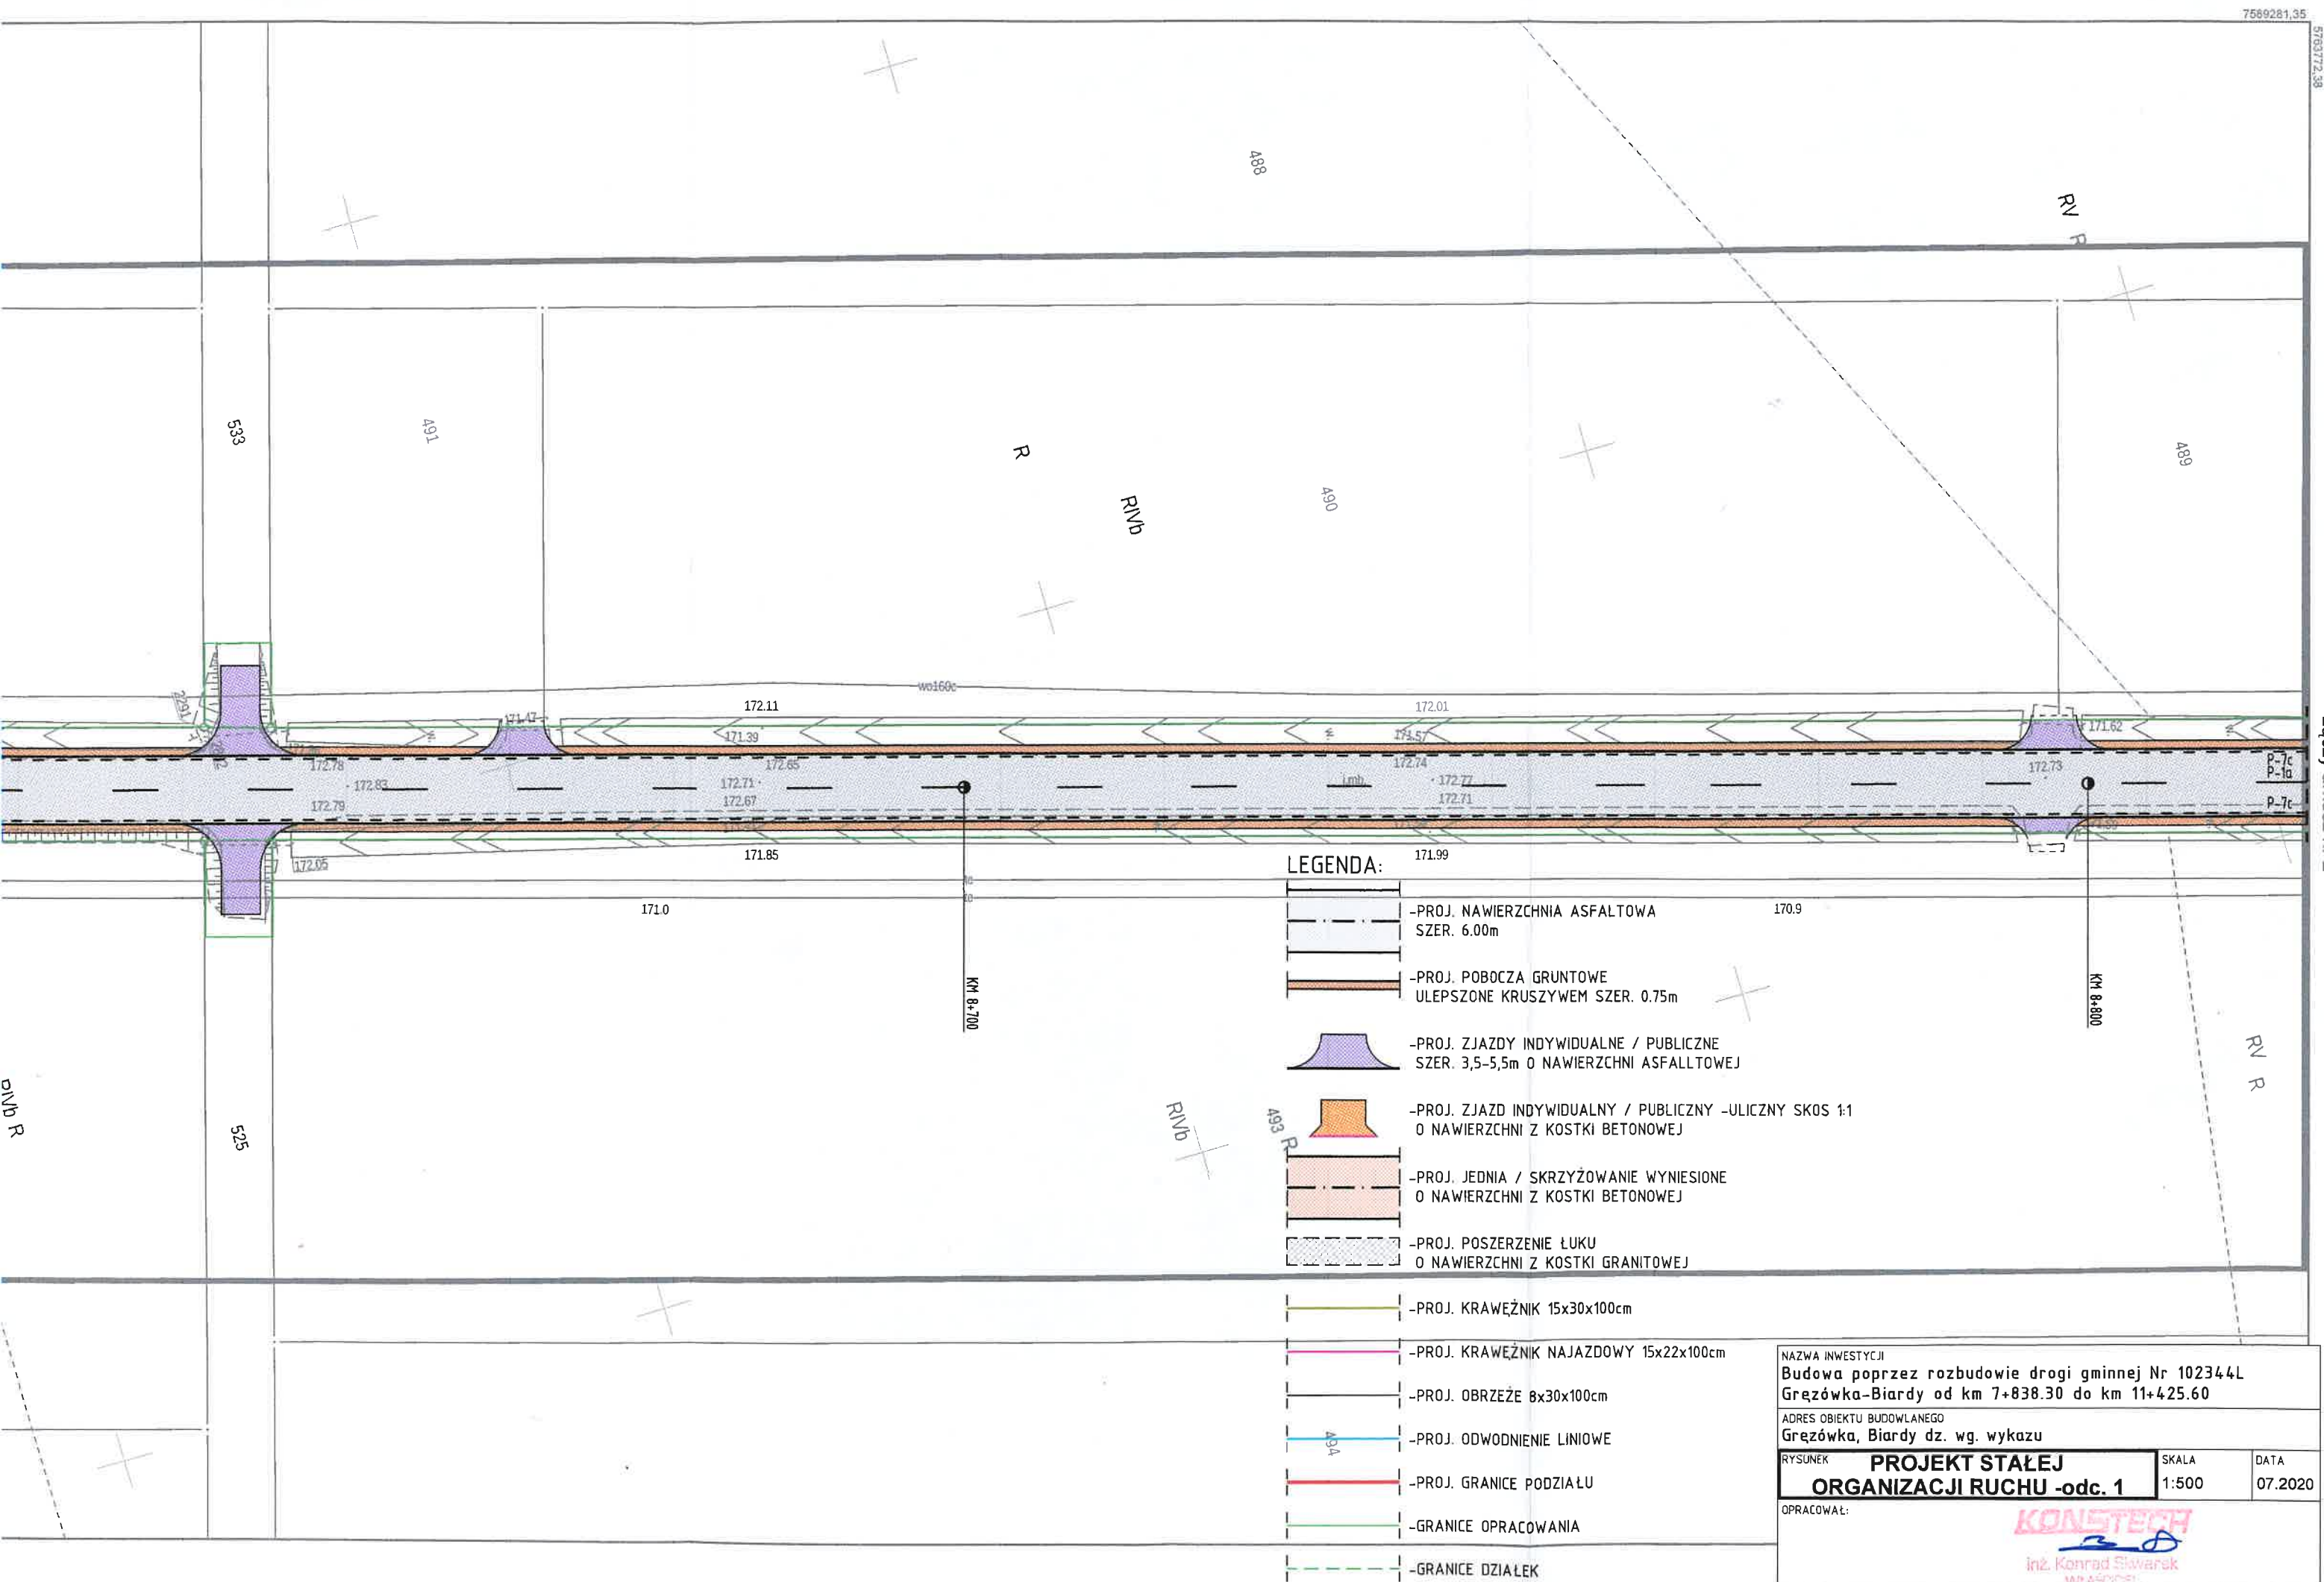 7569281,35
5763772,38
488
RV
R
533
491
R
RIVb
490
489
2291
wo160c
172.11
172.01
171.47
171.39
171.57
171.62
172.78
172.65
172.74
172.73
172.83
172.71
172.77
i.mb.
172.79
172.67
172.71
P-7c
P-1a
P-7c
172.05
171.85
171.99
171.0
170.9
KM 8+700
KM 8+800
RIVb R
525
RIVb
493 R
RV R
494
LEGENDA:
-PROJ. NAWIERZCHNIA ASFALTOWA
SZER. 6.00m
-PROJ. POBOCZA GRUNTOWE
ULEPSZONE KRUSZYWEM SZER. 0.75m
-PROJ. ZJAZDY INDYWIDUALNE / PUBLICZNE
SZER. 3,5-5,5m O NAWIERZCHNI ASFALLTOWEJ
-PROJ. ZJAZD INDYWIDUALNY / PUBLICZNY -ULICZNY SKOS 1:1
O NAWIERZCHNI Z KOSTKI BETONOWEJ
-PROJ. JEDNIA / SKRZYŻOWANIE WYNIESIONE
O NAWIERZCHNI Z KOSTKI BETONOWEJ
-PROJ. POSZERZENIE ŁUKU
O NAWIERZCHNI Z KOSTKI GRANITOWEJ
-PROJ. KRAWĘŻNIK 15x30x100cm
-PROJ. KRAWĘŻNIK NAJAZDOWY 15x22x100cm
-PROJ. OBRZEŻE 8x30x100cm
-PROJ. ODWODNIENIE LINIOWE
-PROJ. GRANICE PODZIAŁU
-GRANICE OPRACOWANIA
-GRANICE DZIAŁEK
NAZWA INWESTYCJI
Budowa poprzez rozbudowie drogi gminnej Nr 102344L
Gręzówka-Biardy od km 7+838.30 do km 11+425.60
ADRES OBIEKTU BUDOWLANEGO
Gręzówka, Biardy dz. wg. wykazu
RYSUNEK
PROJEKT STAŁEJ
ORGANIZACJI RUCHU -odc. 1
SKALA
1:500
DATA
07.2020
OPRACOWAŁ:
KONSTECH
inż. Konrad Siwarek